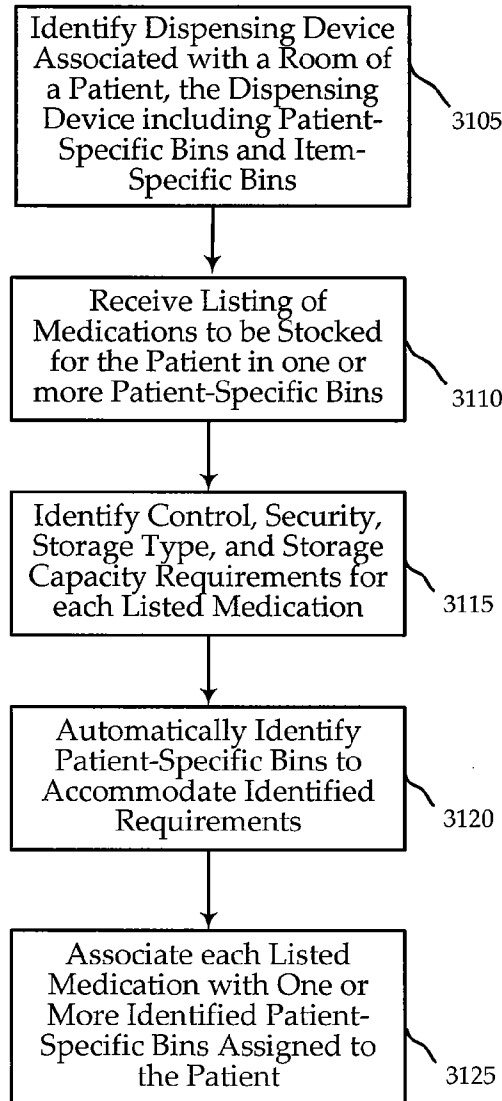 Identify Dispensing Device
Associated with a Room of
a Patient, the Dispensing
Device including Patient-
Specific Bins and Item-
Specific Bins
3105
Receive Listing of
Medications to be Stocked
for the Patient in one or
more Patient-Specific Bins
3110
Identify Control, Security,
Storage Type, and Storage
Capacity Requirements for
each Listed Medication
3115
Automatically Identify
Patient-Specific Bins to
Accommodate Identified
Requirements
3120
Associate each Listed
Medication with One or
More Identified Patient-
Specific Bins Assigned to
the Patient
3125